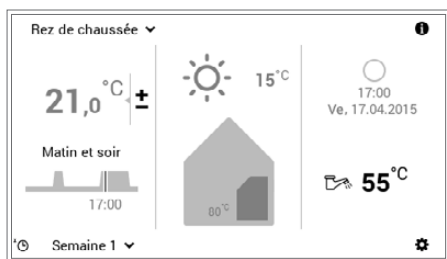 Rez de chaussée
21,0 °C ±
15 °C
17:00
Ve, 17.04.2015
Matin et soir
17:00
80 °C
55 °C
Semaine 1